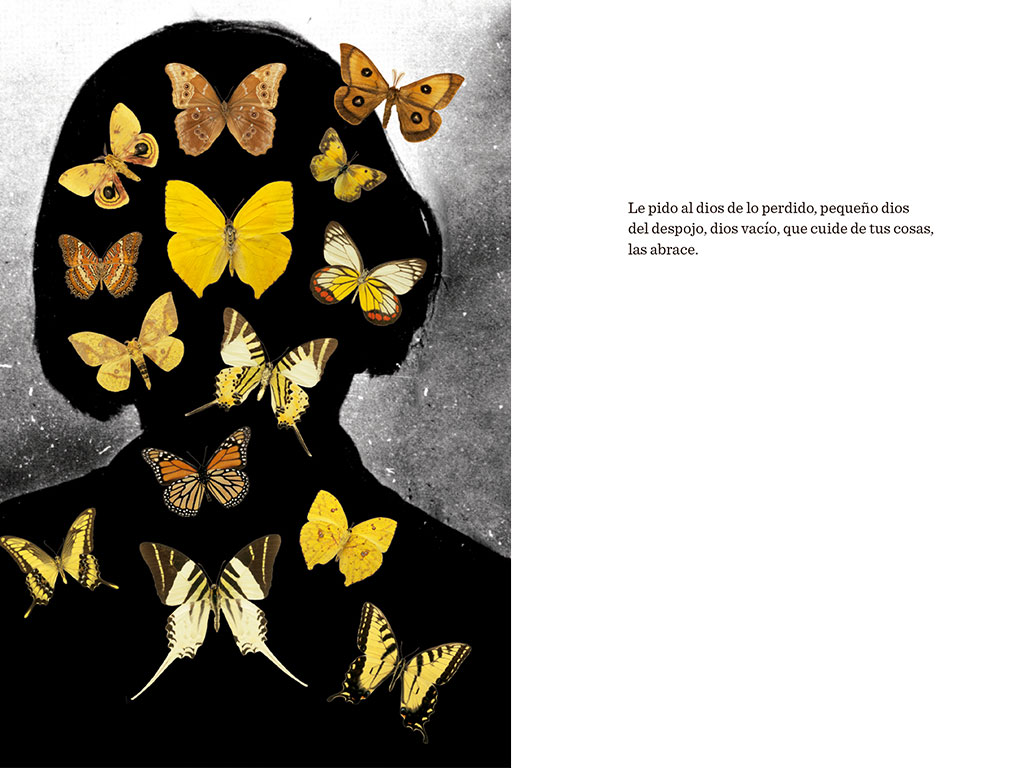 Le pido al dios de lo perdido, pequeño dios
del despojo, dios vacío, que cuide de tus cosas,
las abrace.